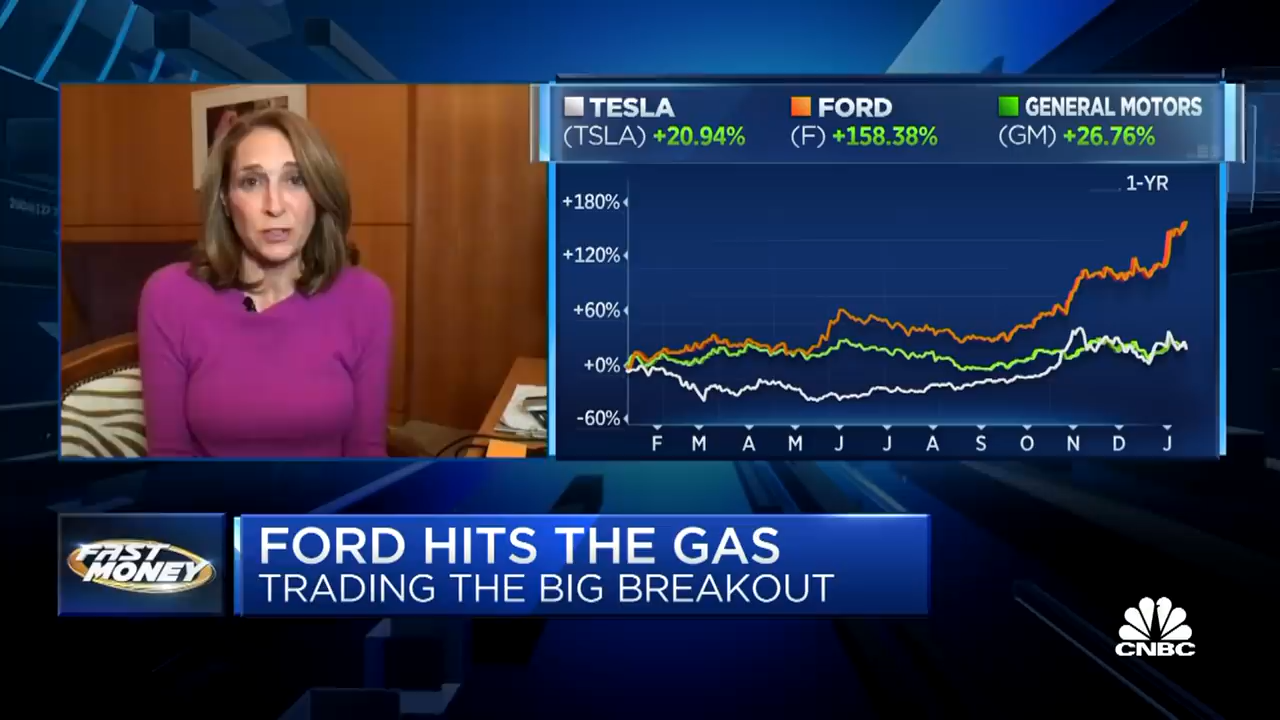 TESLA
(TSLA) +20.94%
FORD
(F) +158.38%
GENERAL MOTORS
(GM) +26.76%
1-YR
+180%
+120%
+60%
+0%
-60%
F M A M J J A S O N D J
FAST
MONEY
FORD HITS THE GAS
TRADING THE BIG BREAKOUT
CNBC